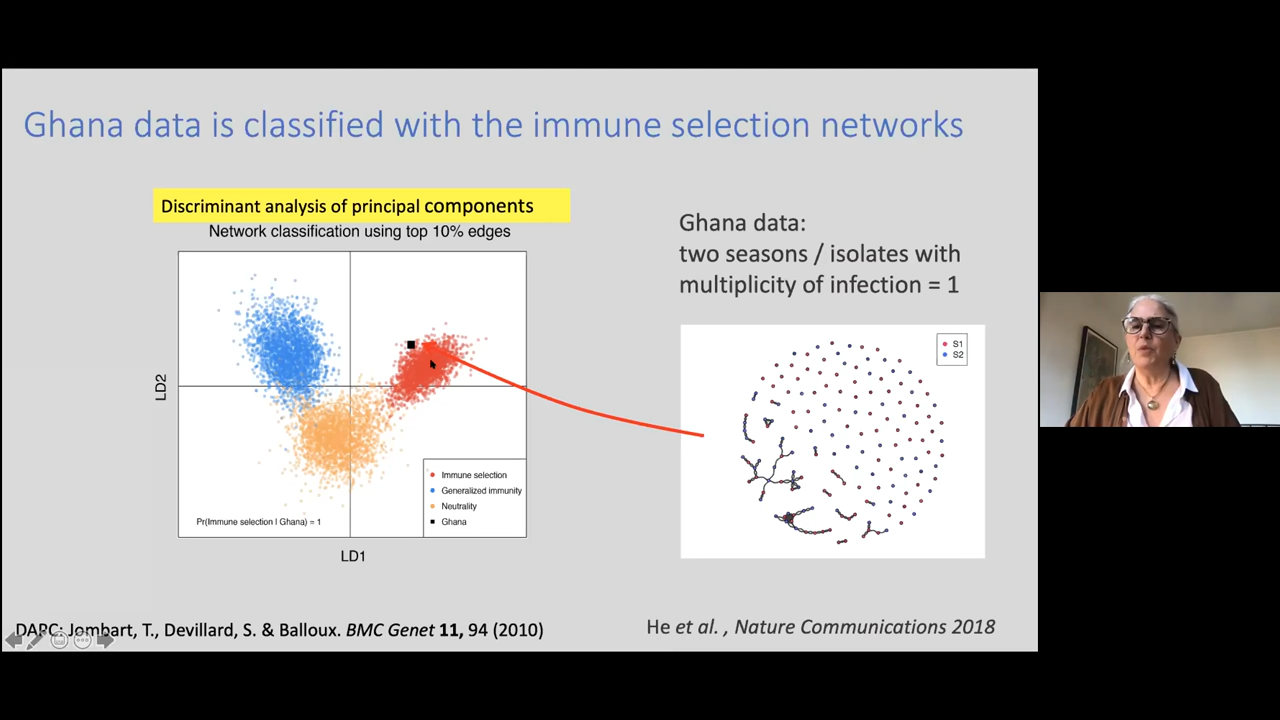 Ghana data is classified with the immune selection networks
Discriminant analysis of principal components
Network classification using top 10% edges
LD2
Immune selection
Generalized immunity
Neutrality
Ghana
Pr(Immune selection | Ghana) = 1
LD1
Ghana data:
two seasons / isolates with
multiplicity of infection = 1
S1
S2
DAPC: Jombart, T., Devillard, S. & Balloux. BMC Genet 11, 94 (2010)
He et al. , Nature Communications 2018